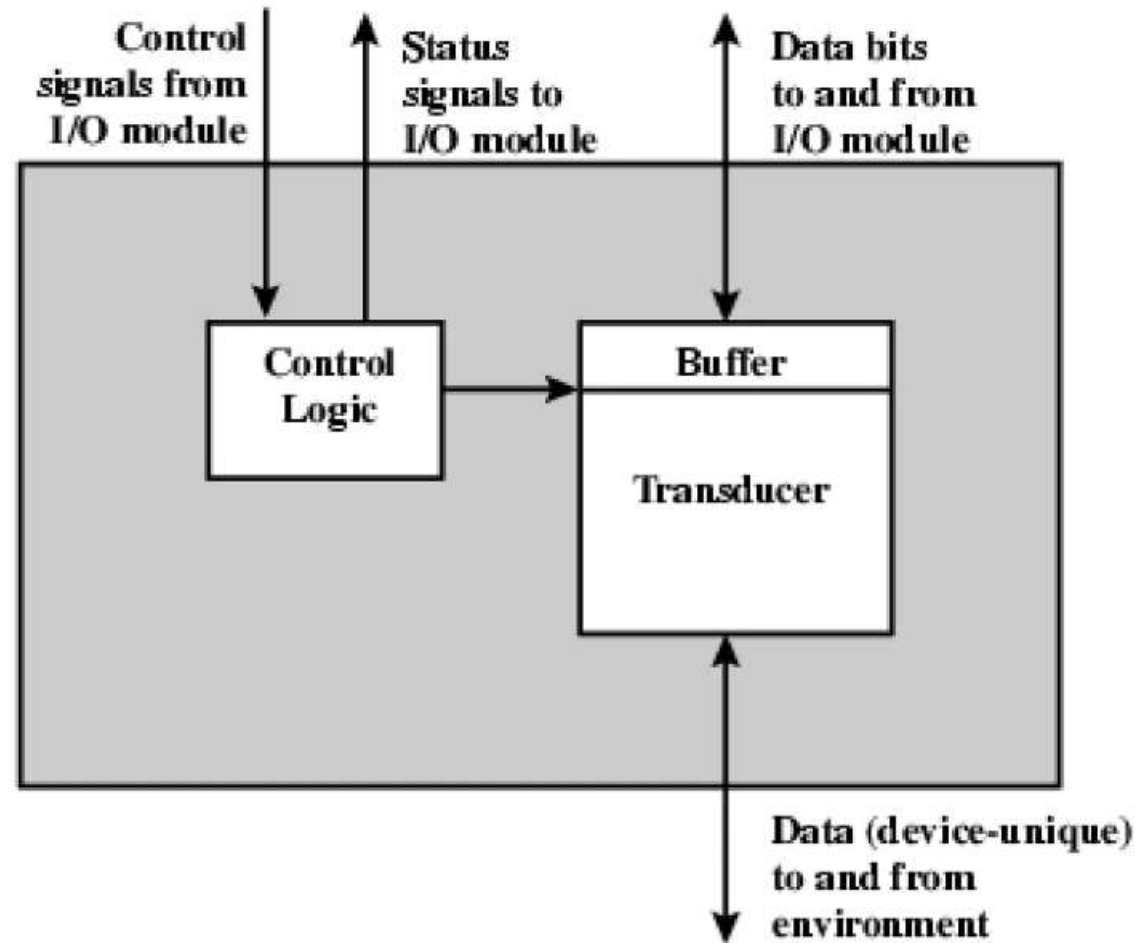 Control
signals from
I/O module
Status
signals to
I/O module
Data bits
to and from
I/O module
Control
Logic
Buffer
Transducer
Data (device-unique)
to and from
environment